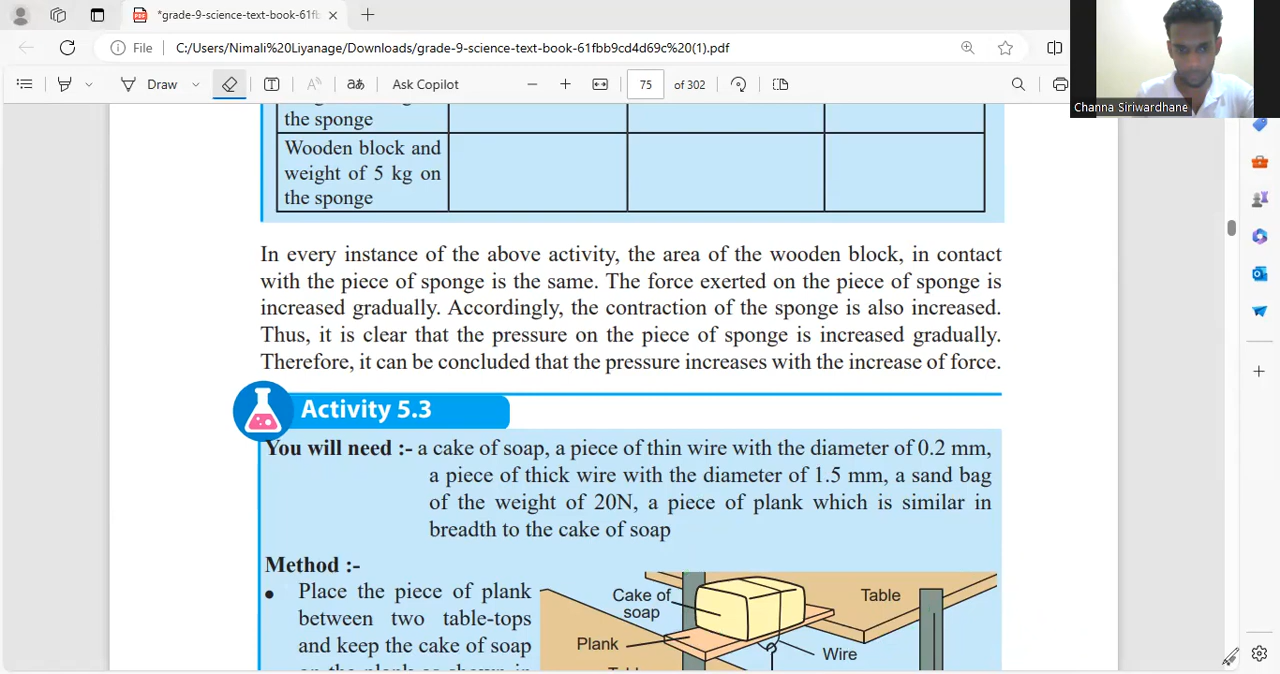 *grade-9-science-text-book-61fb
File
C:/Users/Nimali%20Liyanage/Downloads/grade-9-science-text-book-61fbb9cd4d69c%20(1).pdf
Draw
aあ
Ask Copilot
75 of 302
Channa Siriwardhane
the sponge
Wooden block and
weight of 5 kg on
the sponge
In every instance of the above activity, the area of the wooden block, in contact
with the piece of sponge is the same. The force exerted on the piece of sponge is
increased gradually. Accordingly, the contraction of the sponge is also increased.
Thus, it is clear that the pressure on the piece of sponge is increased gradually.
Therefore, it can be concluded that the pressure increases with the increase of force.
Activity 5.3
You will need :- a cake of soap, a piece of thin wire with the diameter of 0.2 mm,
a piece of thick wire with the diameter of 1.5 mm, a sand bag
of the weight of 20N, a piece of plank which is similar in
breadth to the cake of soap
Method :-
• Place the piece of plank
between two table-tops
and keep the cake of soap
Cake of
soap
Table
Plank
Wire